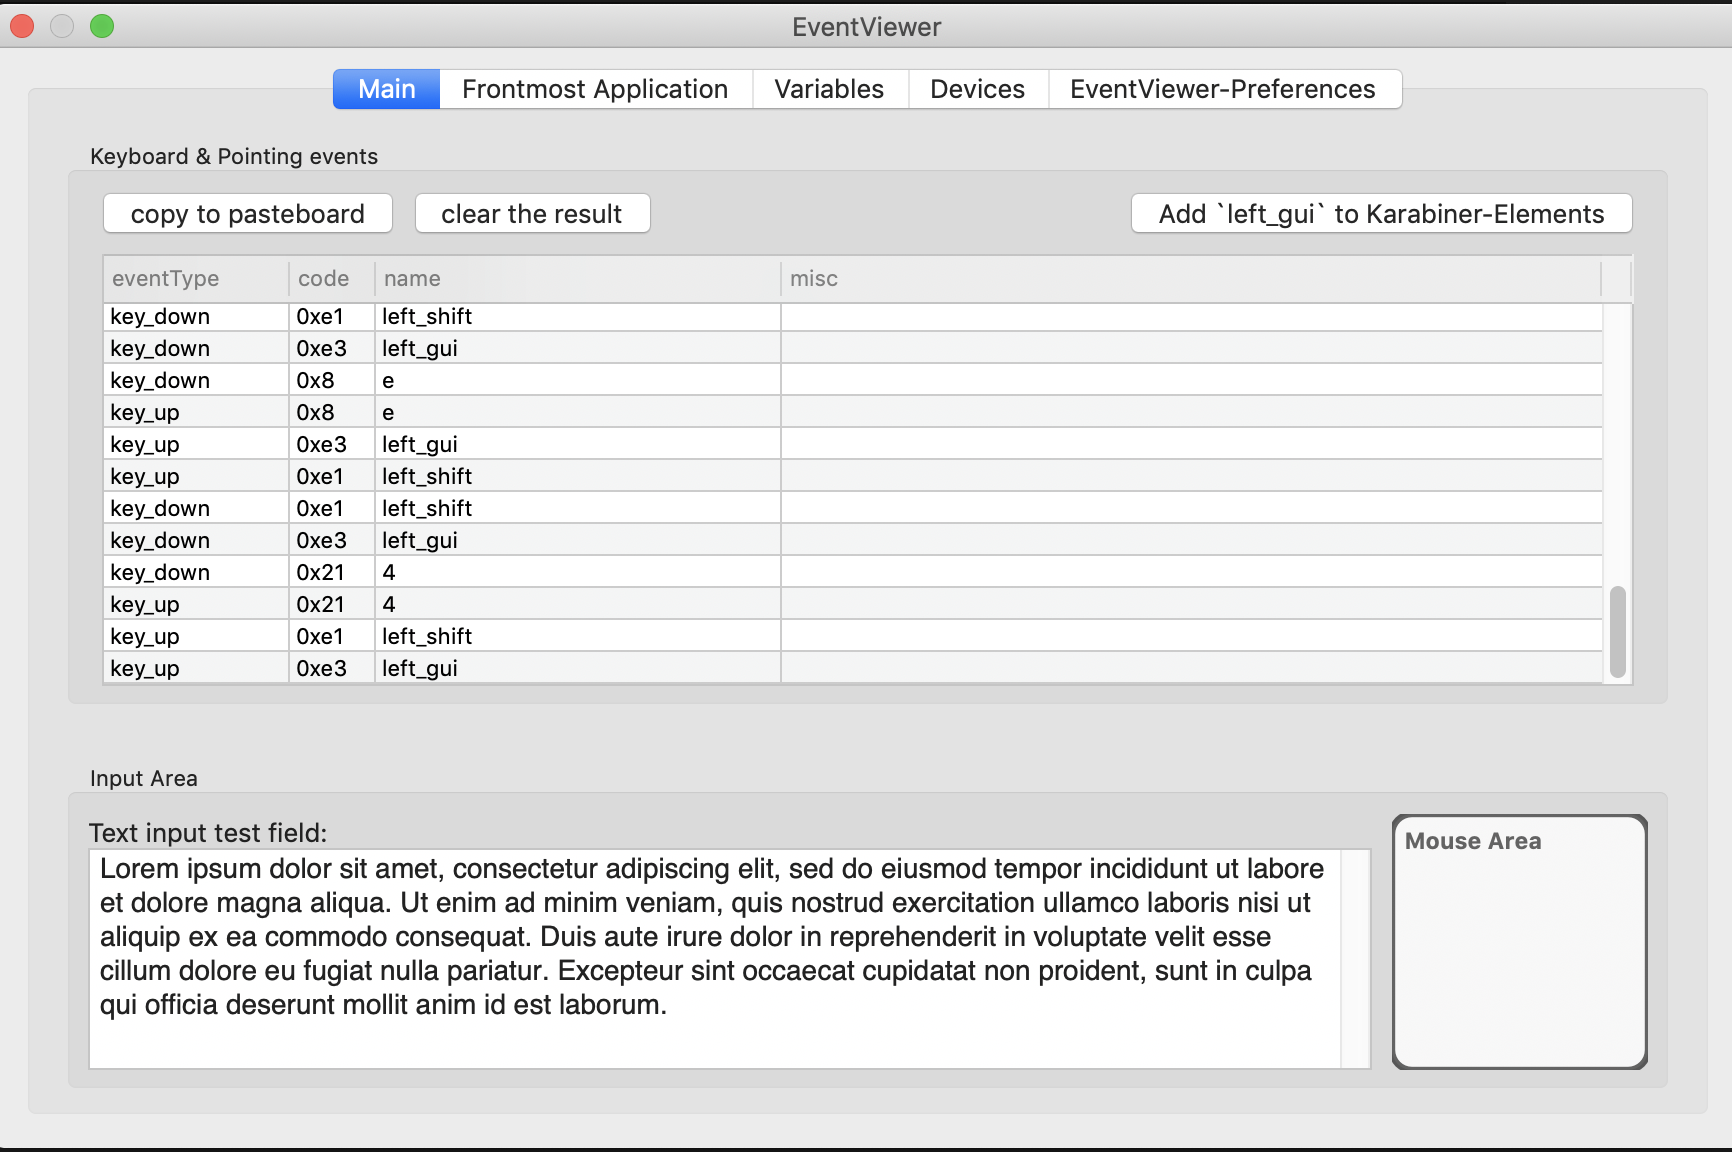 EventViewer
Main Frontmost Application Variables Devices EventViewer-Preferences
Keyboard & Pointing events
copy to pasteboard clear the result Add `left_gui` to Karabiner-Elements
eventType code name misc
key_down 0xe1 left_shift
key_down 0xe3 left_gui
key_down 0x8 e
key_up 0x8 e
key_up 0xe3 left_gui
key_up 0xe1 left_shift
key_down 0xe1 left_shift
key_down 0xe3 left_gui
key_down 0x21 4
key_up 0x21 4
key_up 0xe1 left_shift
key_up 0xe3 left_gui
Input Area
Text input test field:
Lorem ipsum dolor sit amet, consectetur adipiscing elit, sed do eiusmod tempor incididunt ut labore
et dolore magna aliqua. Ut enim ad minim veniam, quis nostrud exercitation ullamco laboris nisi ut
aliquip ex ea commodo consequat. Duis aute irure dolor in reprehenderit in voluptate velit esse
cillum dolore eu fugiat nulla pariatur. Excepteur sint occaecat cupidatat non proident, sunt in culpa
qui officia deserunt mollit anim id est laborum.
Mouse Area